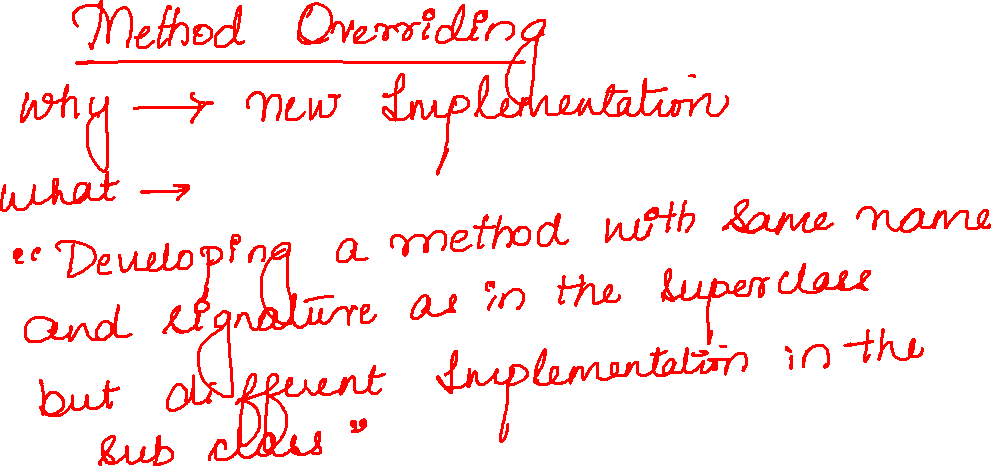 Method Overriding
Why → new Implementation
What →
"Developing a method with same name
and signature as in the superclass
but different Implementation in the
sub class"